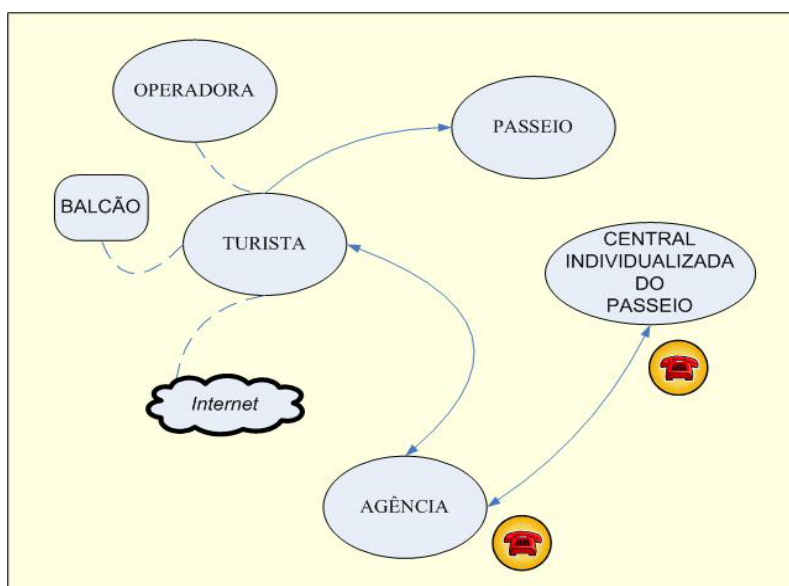 OPERADORA
PASSEIO
BALCÃO
TURISTA
CENTRAL
INDIVIDUALIZADA
DO
PASSEIO
Internet
AGÊNCIA